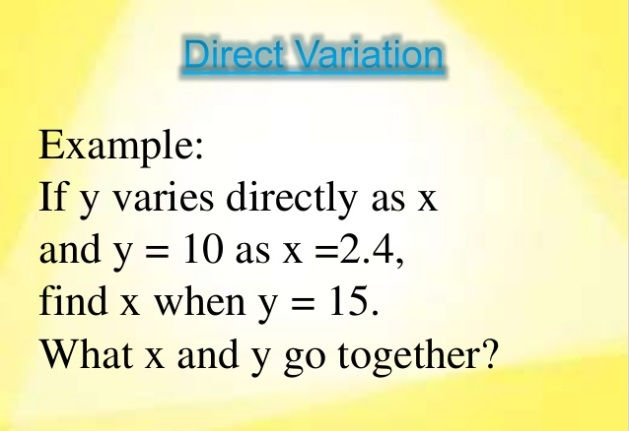 Direct Variation
Example:
If y varies directly as x
and y = 10 as x =2.4,
find x when y = 15.
What x and y go together?